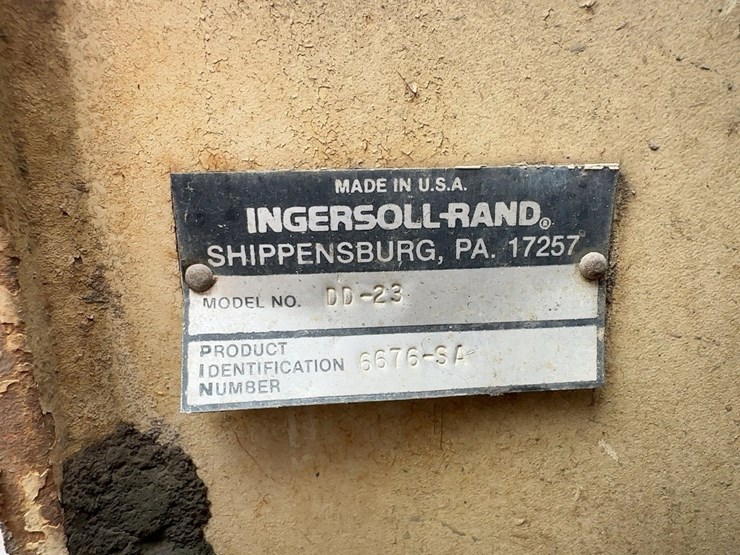 MADE IN U.S.A.
INGERSOLL-RAND®
SHIPPENSBURG, PA. 17257
MODEL NO. DD-23
PRODUCT
IDENTIFICATION 6676-SA
NUMBER